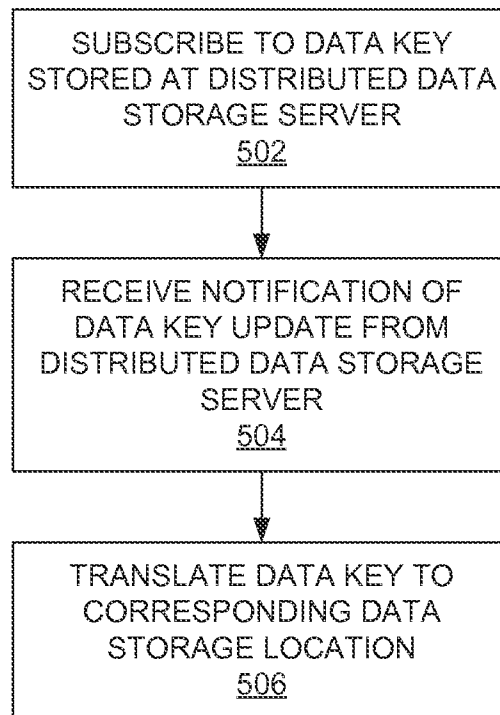 SUBSCRIBE TO DATA KEY
STORED AT DISTRIBUTED DATA
STORAGE SERVER
502
RECEIVE NOTIFICATION OF
DATA KEY UPDATE FROM
DISTRIBUTED DATA STORAGE
SERVER
504
TRANSLATE DATA KEY TO
CORRESPONDING DATA
STORAGE LOCATION
506